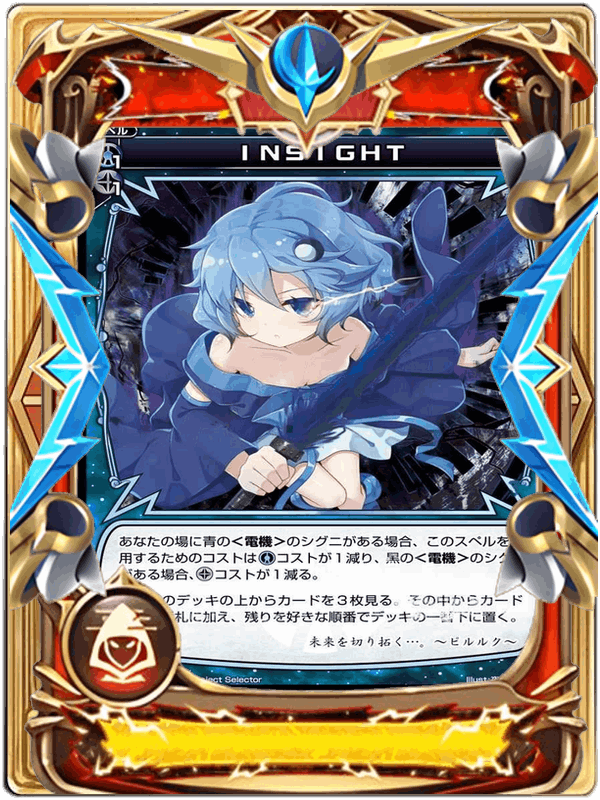 ペル
INSIGHT
1
1
あなたの場に青の<電機>のシグニがある場合、このスペルを
用するためのコストは コストが1減り、黒の<電機>のシグ
がある場合、 コストが1減る。
のデッキの上からカードを3枚見る。その中からカード
札に加え、残りを好きな順番でデッキの一番下に置く。
未来を切り拓く…。～ピルルク～
ject Selector
Illust.